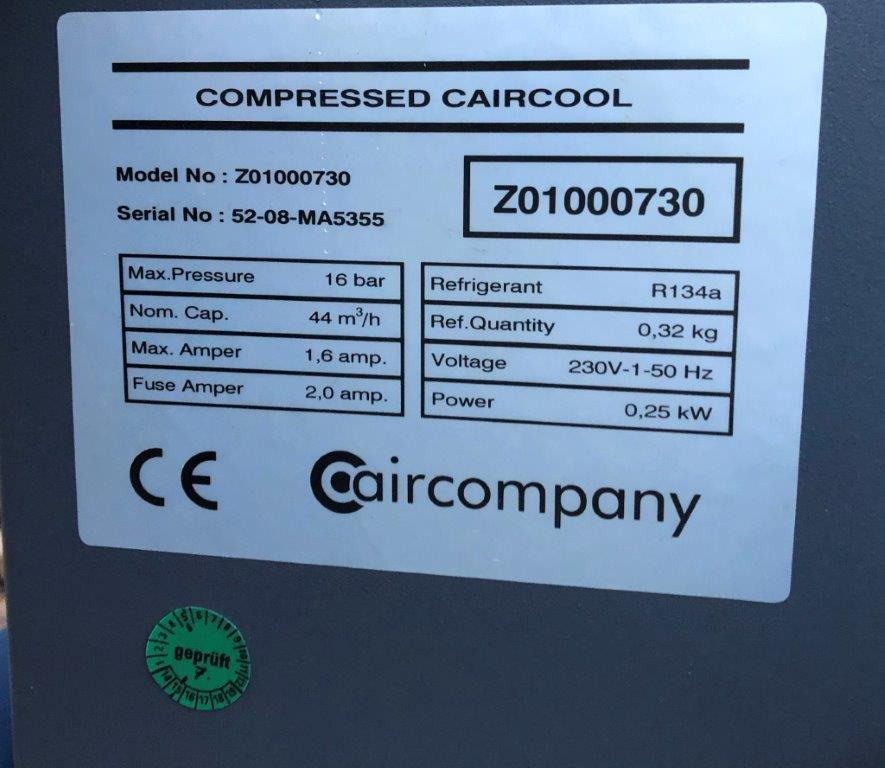 COMPRESSED CAIRCOOL
Model No : Z01000730
Serial No : 52-08-MA5355
Z01000730
Max.Pressure 16 bar
Nom. Cap. 44 m³/h
Max. Amper 1,6 amp.
Fuse Amper 2,0 amp.
Refrigerant R134a
Ref.Quantity 0,32 kg
Voltage 230V-1-50 Hz
Power 0,25 kW
CE
aircompany
geprüft
7.